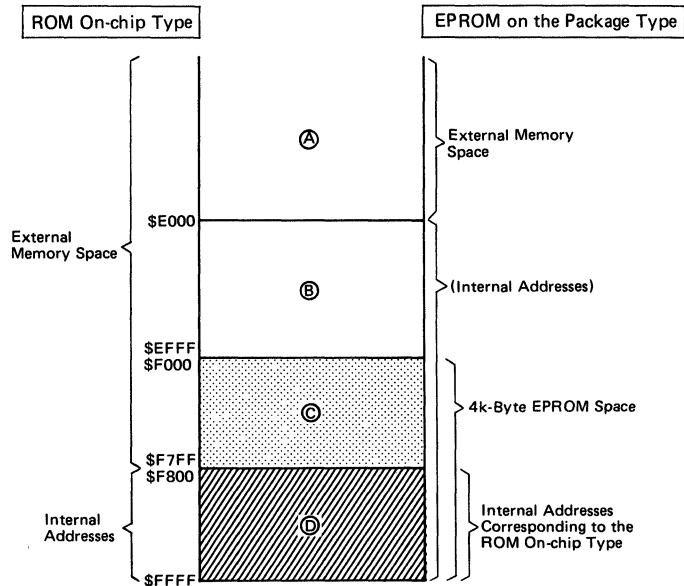 ROM On-chip Type
EPROM on the Package Type
Ⓐ
External Memory
Space
$E000
External
Memory Space
Ⓑ
(Internal Addresses)
$EFFF
$F000
Ⓒ
4k-Byte EPROM Space
$F7FF
$F800
Internal
Addresses
Ⓓ
Internal Addresses
Corresponding to the
ROM On-chip Type
$FFFF